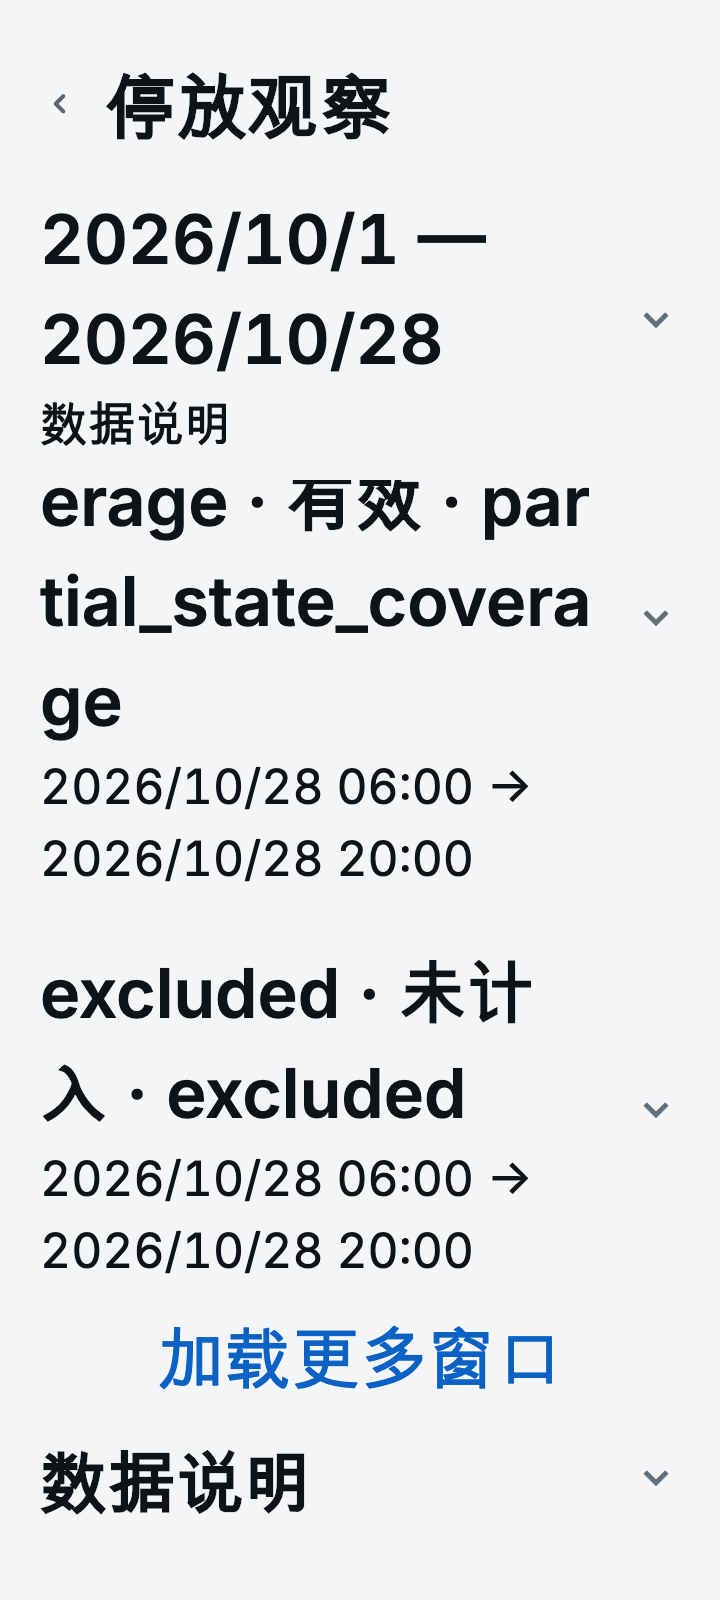 停放观察
2026/10/1 —
2026/10/28
数据说明
erage · 有效 · par
tial_state_covera
ge
2026/10/28 06:00 →
2026/10/28 20:00
excluded · 未计
入 · excluded
2026/10/28 06:00 →
2026/10/28 20:00
加载更多窗口
数据说明